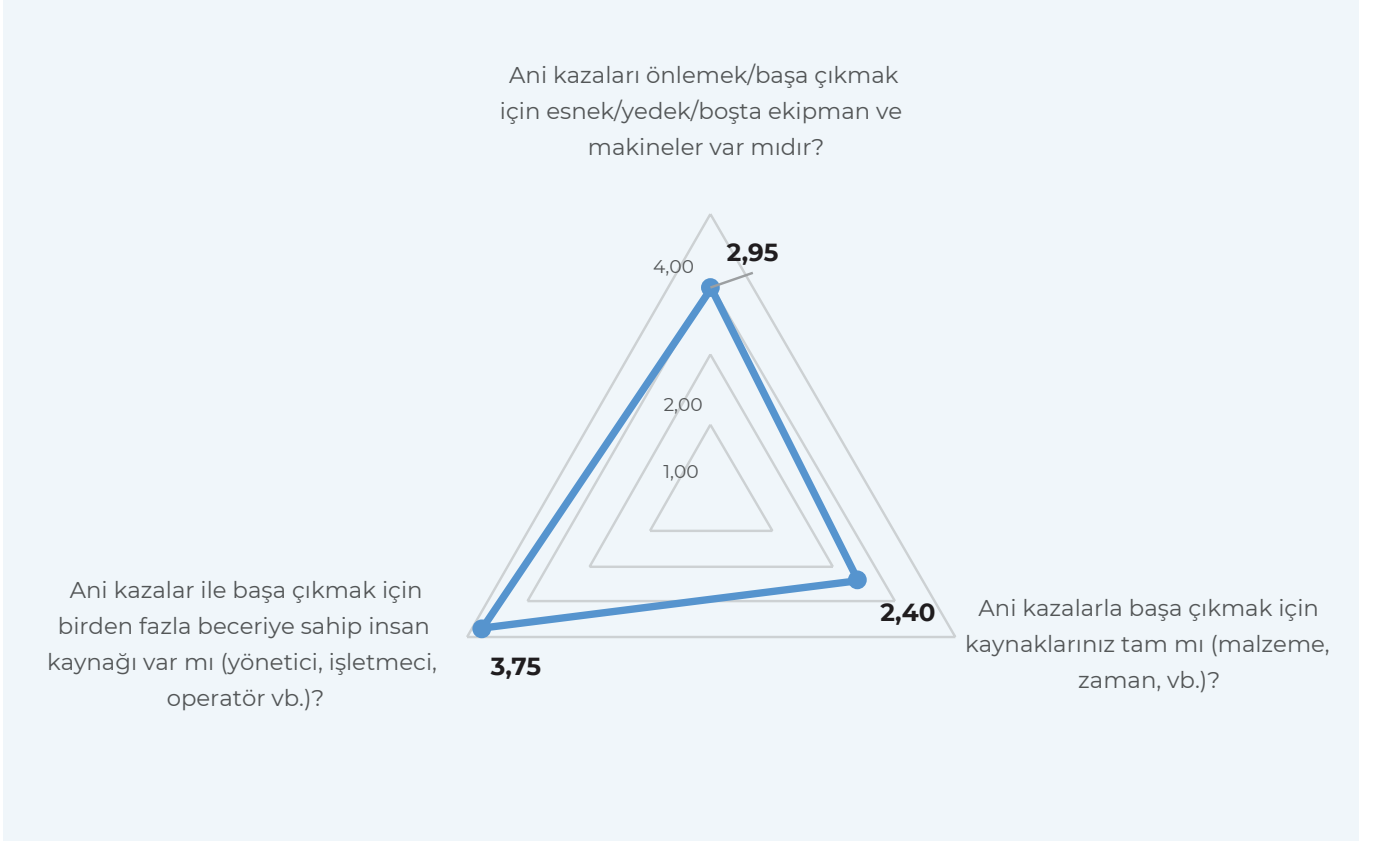 Ani kazaları önlemek/başa çıkmak
için esnek/yedek/boşta ekipman ve
makineler var mıdır?
2,95
4,00
2,00
1,00
Ani kazalar ile başa çıkmak için
birden fazla beceriye sahip insan
kaynağı var mı (yönetici, işletmeci,
operatör vb.)?
3,75
2,40
Ani kazalarla başa çıkmak için
kaynaklarınız tam mı (malzeme,
zaman, vb.)?